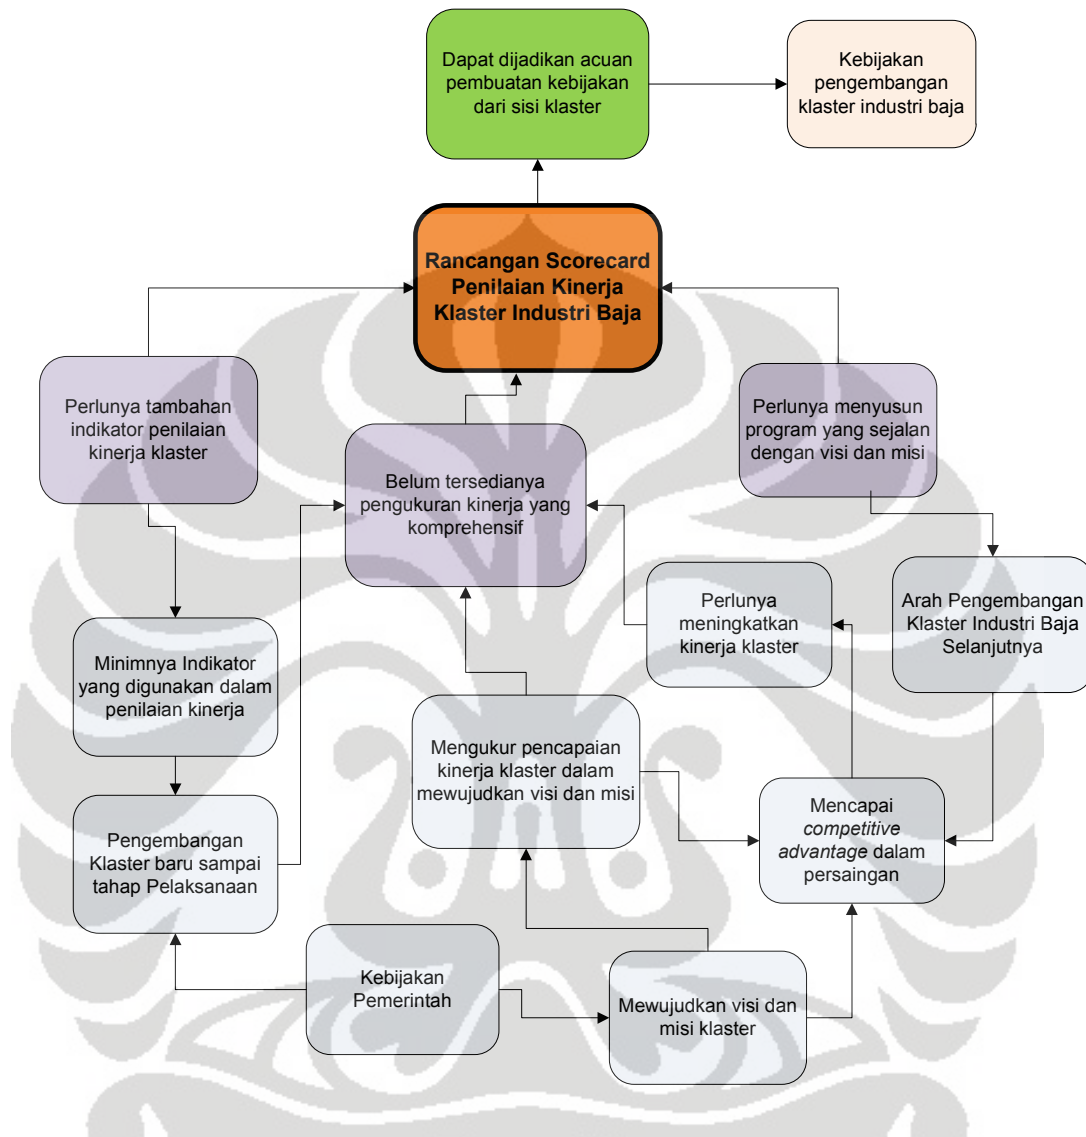 Dapat dijadikan acuan
pembuatan kebijakan
dari sisi klaster
Kebijakan
pengembangan
klaster industri baja
Rancangan Scorecard
Penilaian Kinerja
Klaster Industri Baja
Perlunya tambahan
indikator penilaian
kinerja klaster
Belum tersedianya
pengukuran kinerja yang
komprehensif
Perlunya menyusun
program yang sejalan
dengan visi dan misi
Perlunya
meningkatkan
kinerja klaster
Arah Pengembangan
Klaster Industri Baja
Selanjutnya
Minimnya Indikator
yang digunakan dalam
penilaian kinerja
Mengukur pencapaian
kinerja klaster dalam
mewujudkan visi dan misi
Pengembangan
Klaster baru sampai
tahap Pelaksanaan
Mencapai
competitive
advantage dalam
persaingan
Kebijakan
Pemerintah
Mewujudkan visi dan
misi klaster